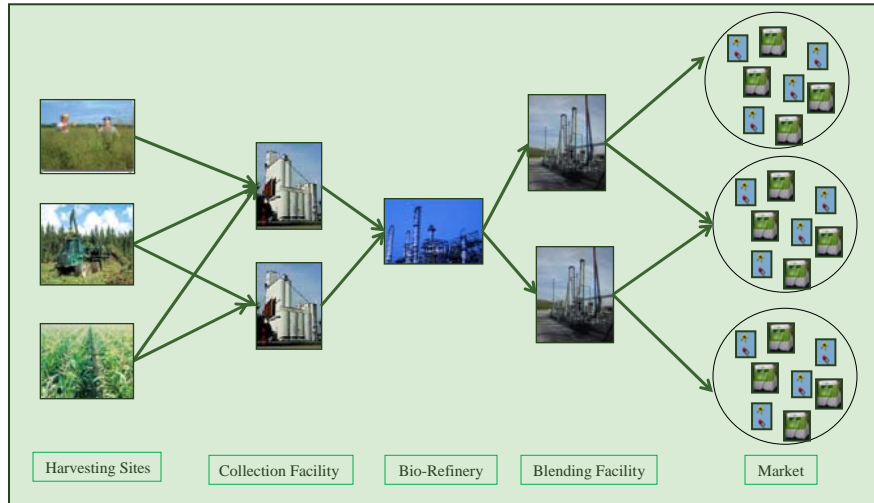 Harvesting Sites
Collection Facility
Bio-Refinery
Blending Facility
Market